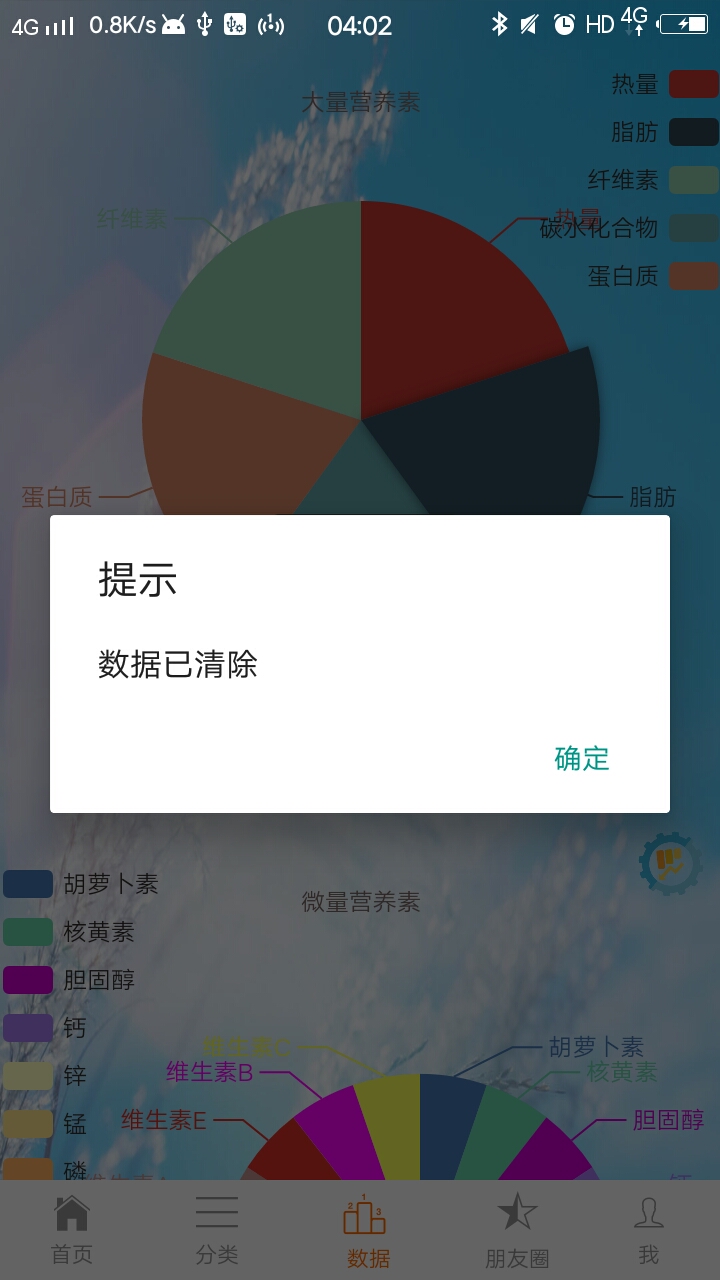 4G 0.8K/s 04:02 HD 4G
大量营养素
热量
脂肪
纤维素
碳水化合物
蛋白质
纤维素
热量
蛋白质
脂肪
提示
数据已清除
确定
微量营养素
胡萝卜素
核黄素
胆固醇
钙
锌
锰
磷
维生素C
胡萝卜素
维生素B
核黄素
维生素E
胆固醇
首页 分类 数据 朋友圈 我